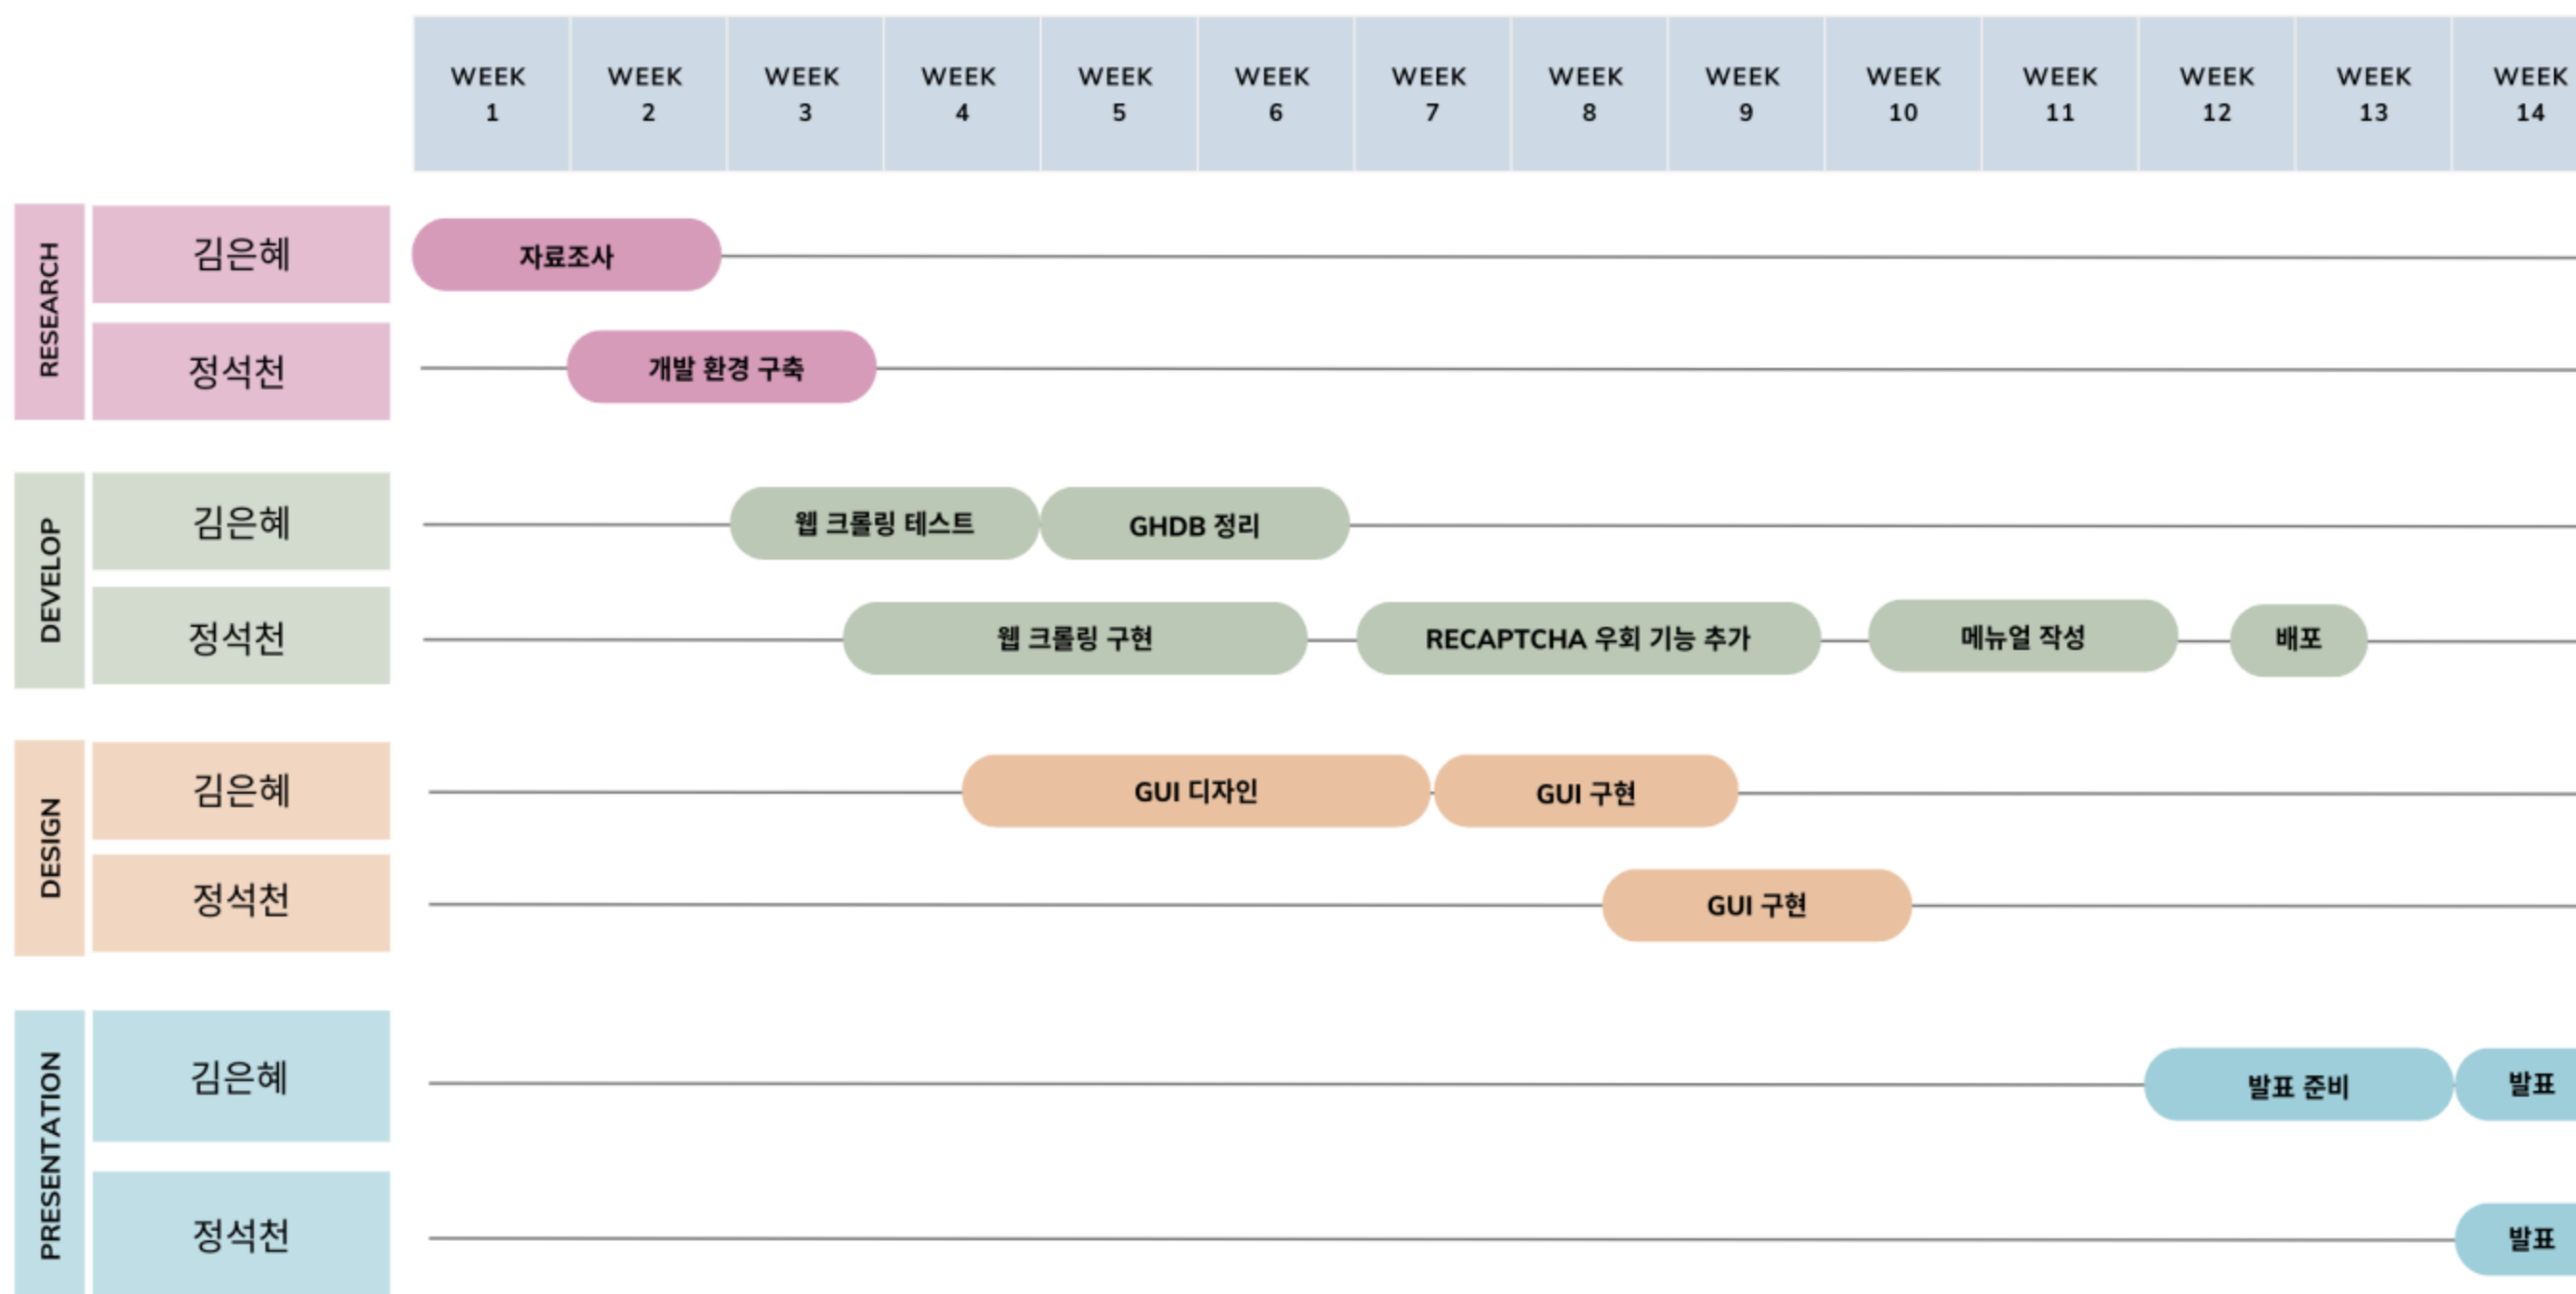 WEEK
1
WEEK
2
WEEK
3
WEEK
4
WEEK
5
WEEK
6
WEEK
7
WEEK
8
WEEK
9
WEEK
10
WEEK
11
WEEK
12
WEEK
13
WEEK
14
RESEARCH
김은혜
자료조사
정석천
개발 환경 구축
DEVELOP
김은혜
웹 크롤링 테스트
GHDB 정리
정석천
웹 크롤링 구현
RECAPTCHA 우회 기능 추가
메뉴얼 작성
배포
DESIGN
김은혜
GUI 디자인
GUI 구현
정석천
GUI 구현
PRESENTATION
김은혜
발표 준비
발표
정석천
발표